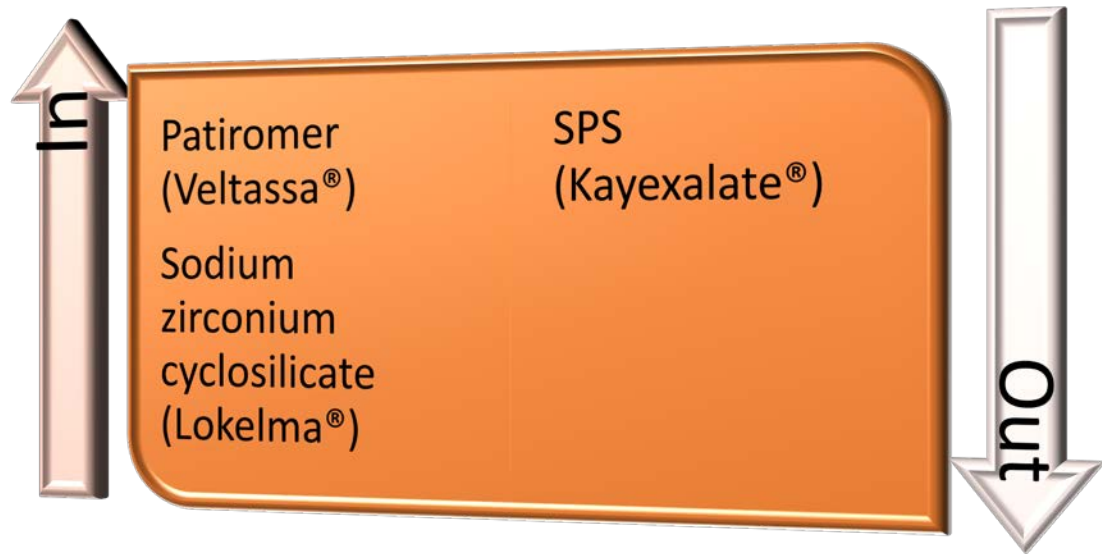 In
Patiromer
(Veltassa®)
Sodium
zirconium
cyclosilicate
(Lokelma®)
SPS
(Kayexalate®)
Out